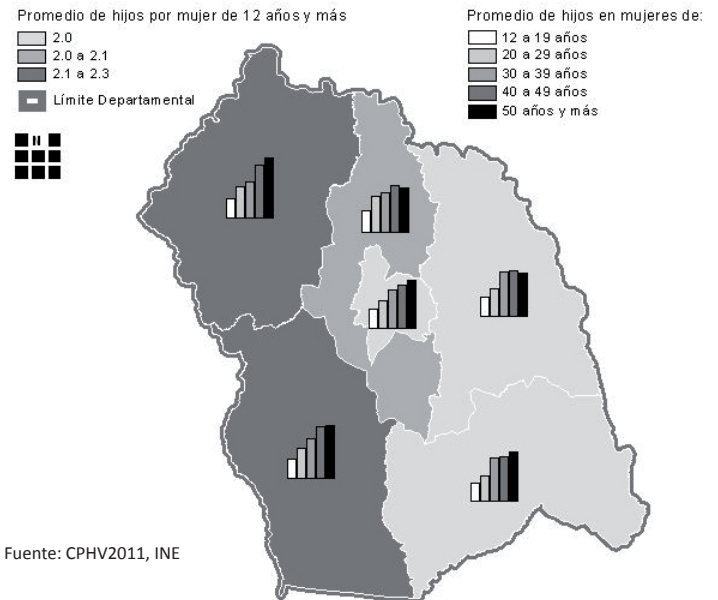 Promedio de hijos por mujer de 12 años y más
2.0
2.0 a 2.1
2.1 a 2.3
Límite Departamental
N
Promedio de hijos en mujeres de:
12 a 19 años
20 a 29 años
30 a 39 años
40 a 49 años
50 años y más
Fuente: CPHV2011, INE